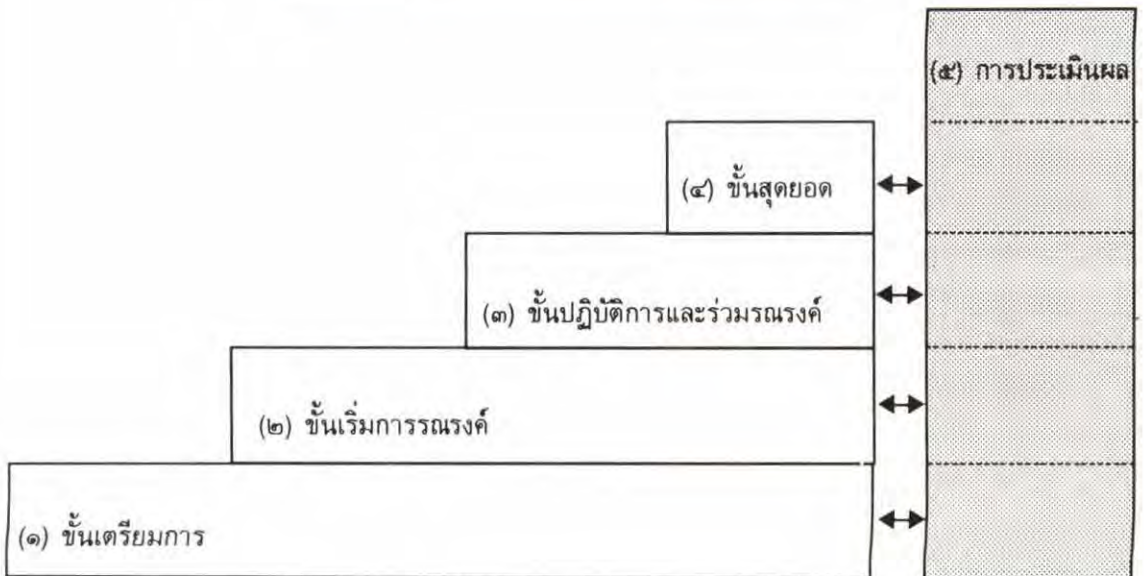 (๕) การประเมินผล
(๔) ขั้นสุดยอด
(๓) ขั้นปฏิบัติการและร่วมรณรงค์
(๒) ขั้นเริ่มการรณรงค์
(๑) ขั้นเตรียมการ